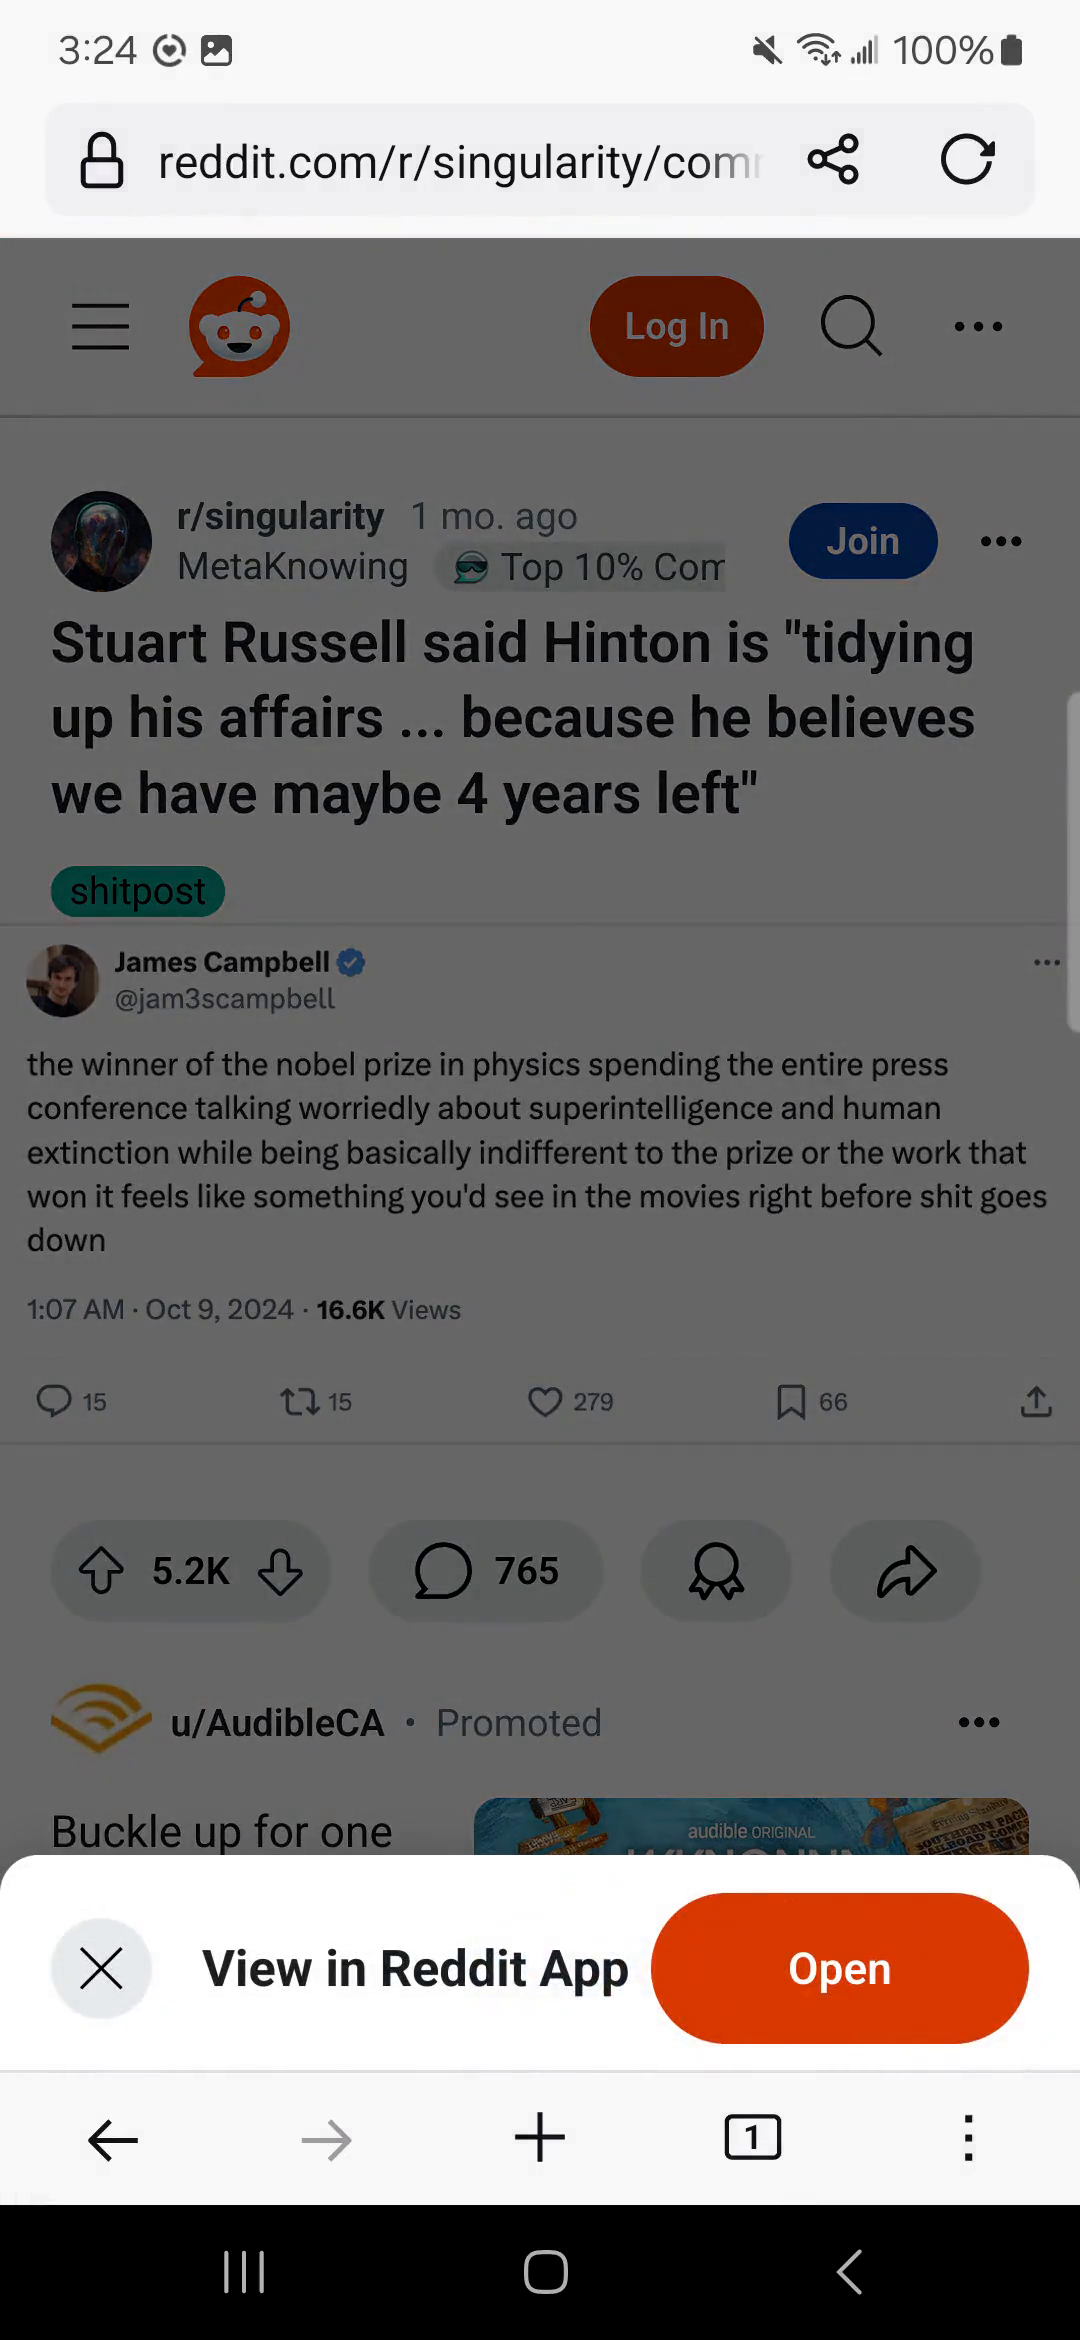 3:24 100%
reddit.com/r/singularity/com
Log In
r/singularity 1 mo. ago
MetaKnowing Top 10% Com
Join
Stuart Russell said Hinton is "tidying
up his affairs ... because he believes
we have maybe 4 years left"
shitpost
James Campbell
@jam3scampbell
the winner of the nobel prize in physics spending the entire press
conference talking worriedly about superintelligence and human
extinction while being basically indifferent to the prize or the work that
won it feels like something you'd see in the movies right before shit goes
down
1:07 AM · Oct 9, 2024 · 16.6K Views
15 15 279 66
5.2K 765
u/AudibleCA • Promoted
Buckle up for one
audible ORIGINAL
View in Reddit App
Open
1